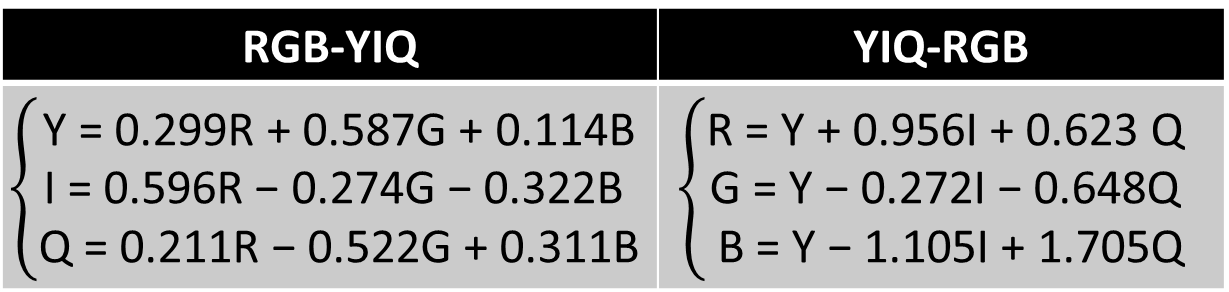 RGB-YIQ
YIQ-RGB
Y = 0.299R + 0.587G + 0.114B
I = 0.596R − 0.274G − 0.322B
Q = 0.211R − 0.522G + 0.311B
R = Y + 0.956I + 0.623 Q
G = Y − 0.272I − 0.648Q
B = Y − 1.105I + 1.705Q